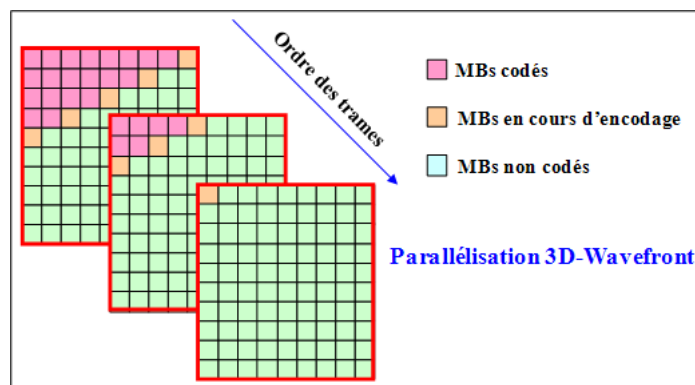 Ordre des trames
MBs codés
MBs en cours d'encodage
MBs non codés
Parallélisation 3D-Wavefront